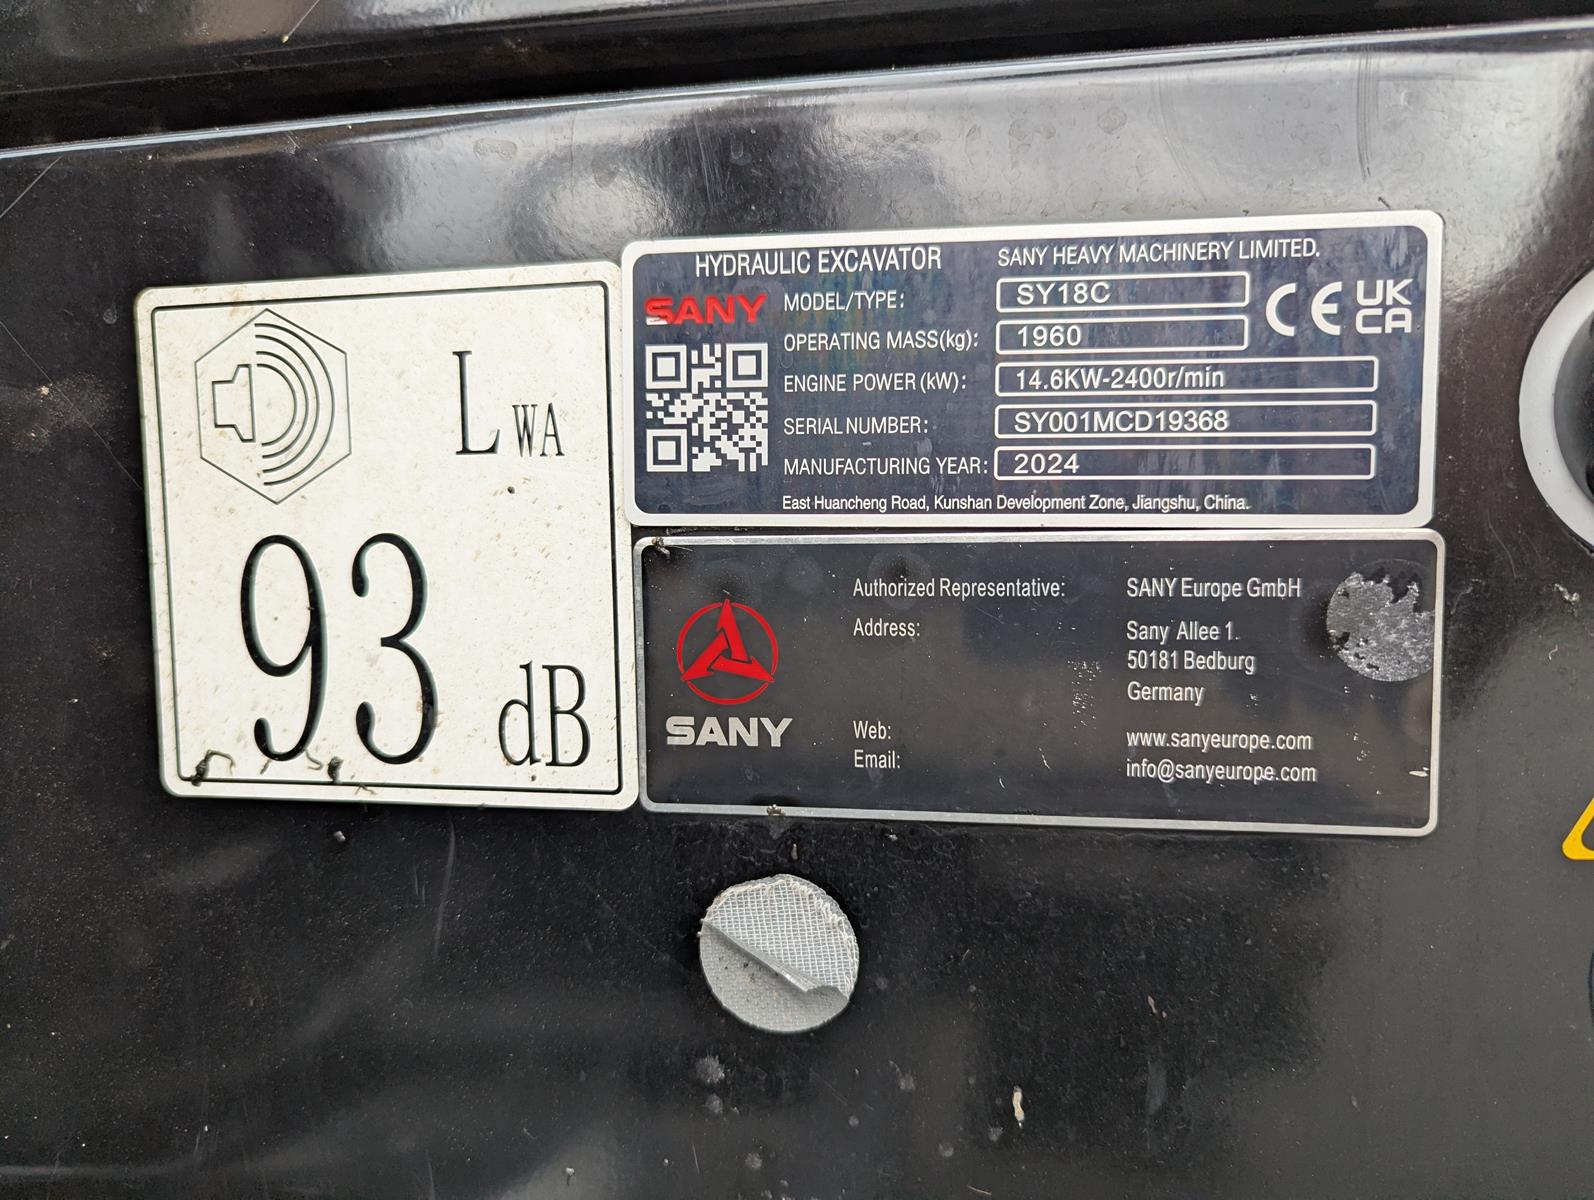 L WA
93 dB
HYDRAULIC EXCAVATOR
SANY HEAVY MACHINERY LIMITED.
SANY
MODEL/TYPE: SY18C
OPERATING MASS(kg): 1960
ENGINE POWER (kW): 14.6KW-2400r/min
SERIAL NUMBER: SY001MCD19368
MANUFACTURING YEAR: 2024
CE UK
CA
East Huancheng Road, Kunshan Development Zone, Jiangshu, China.
SANY
Authorized Representative: SANY Europe GmbH
Address: Sany Allee 1.
50181 Bedburg
Germany
Web: www.sanyeurope.com
Email: info@sanyeurope.com